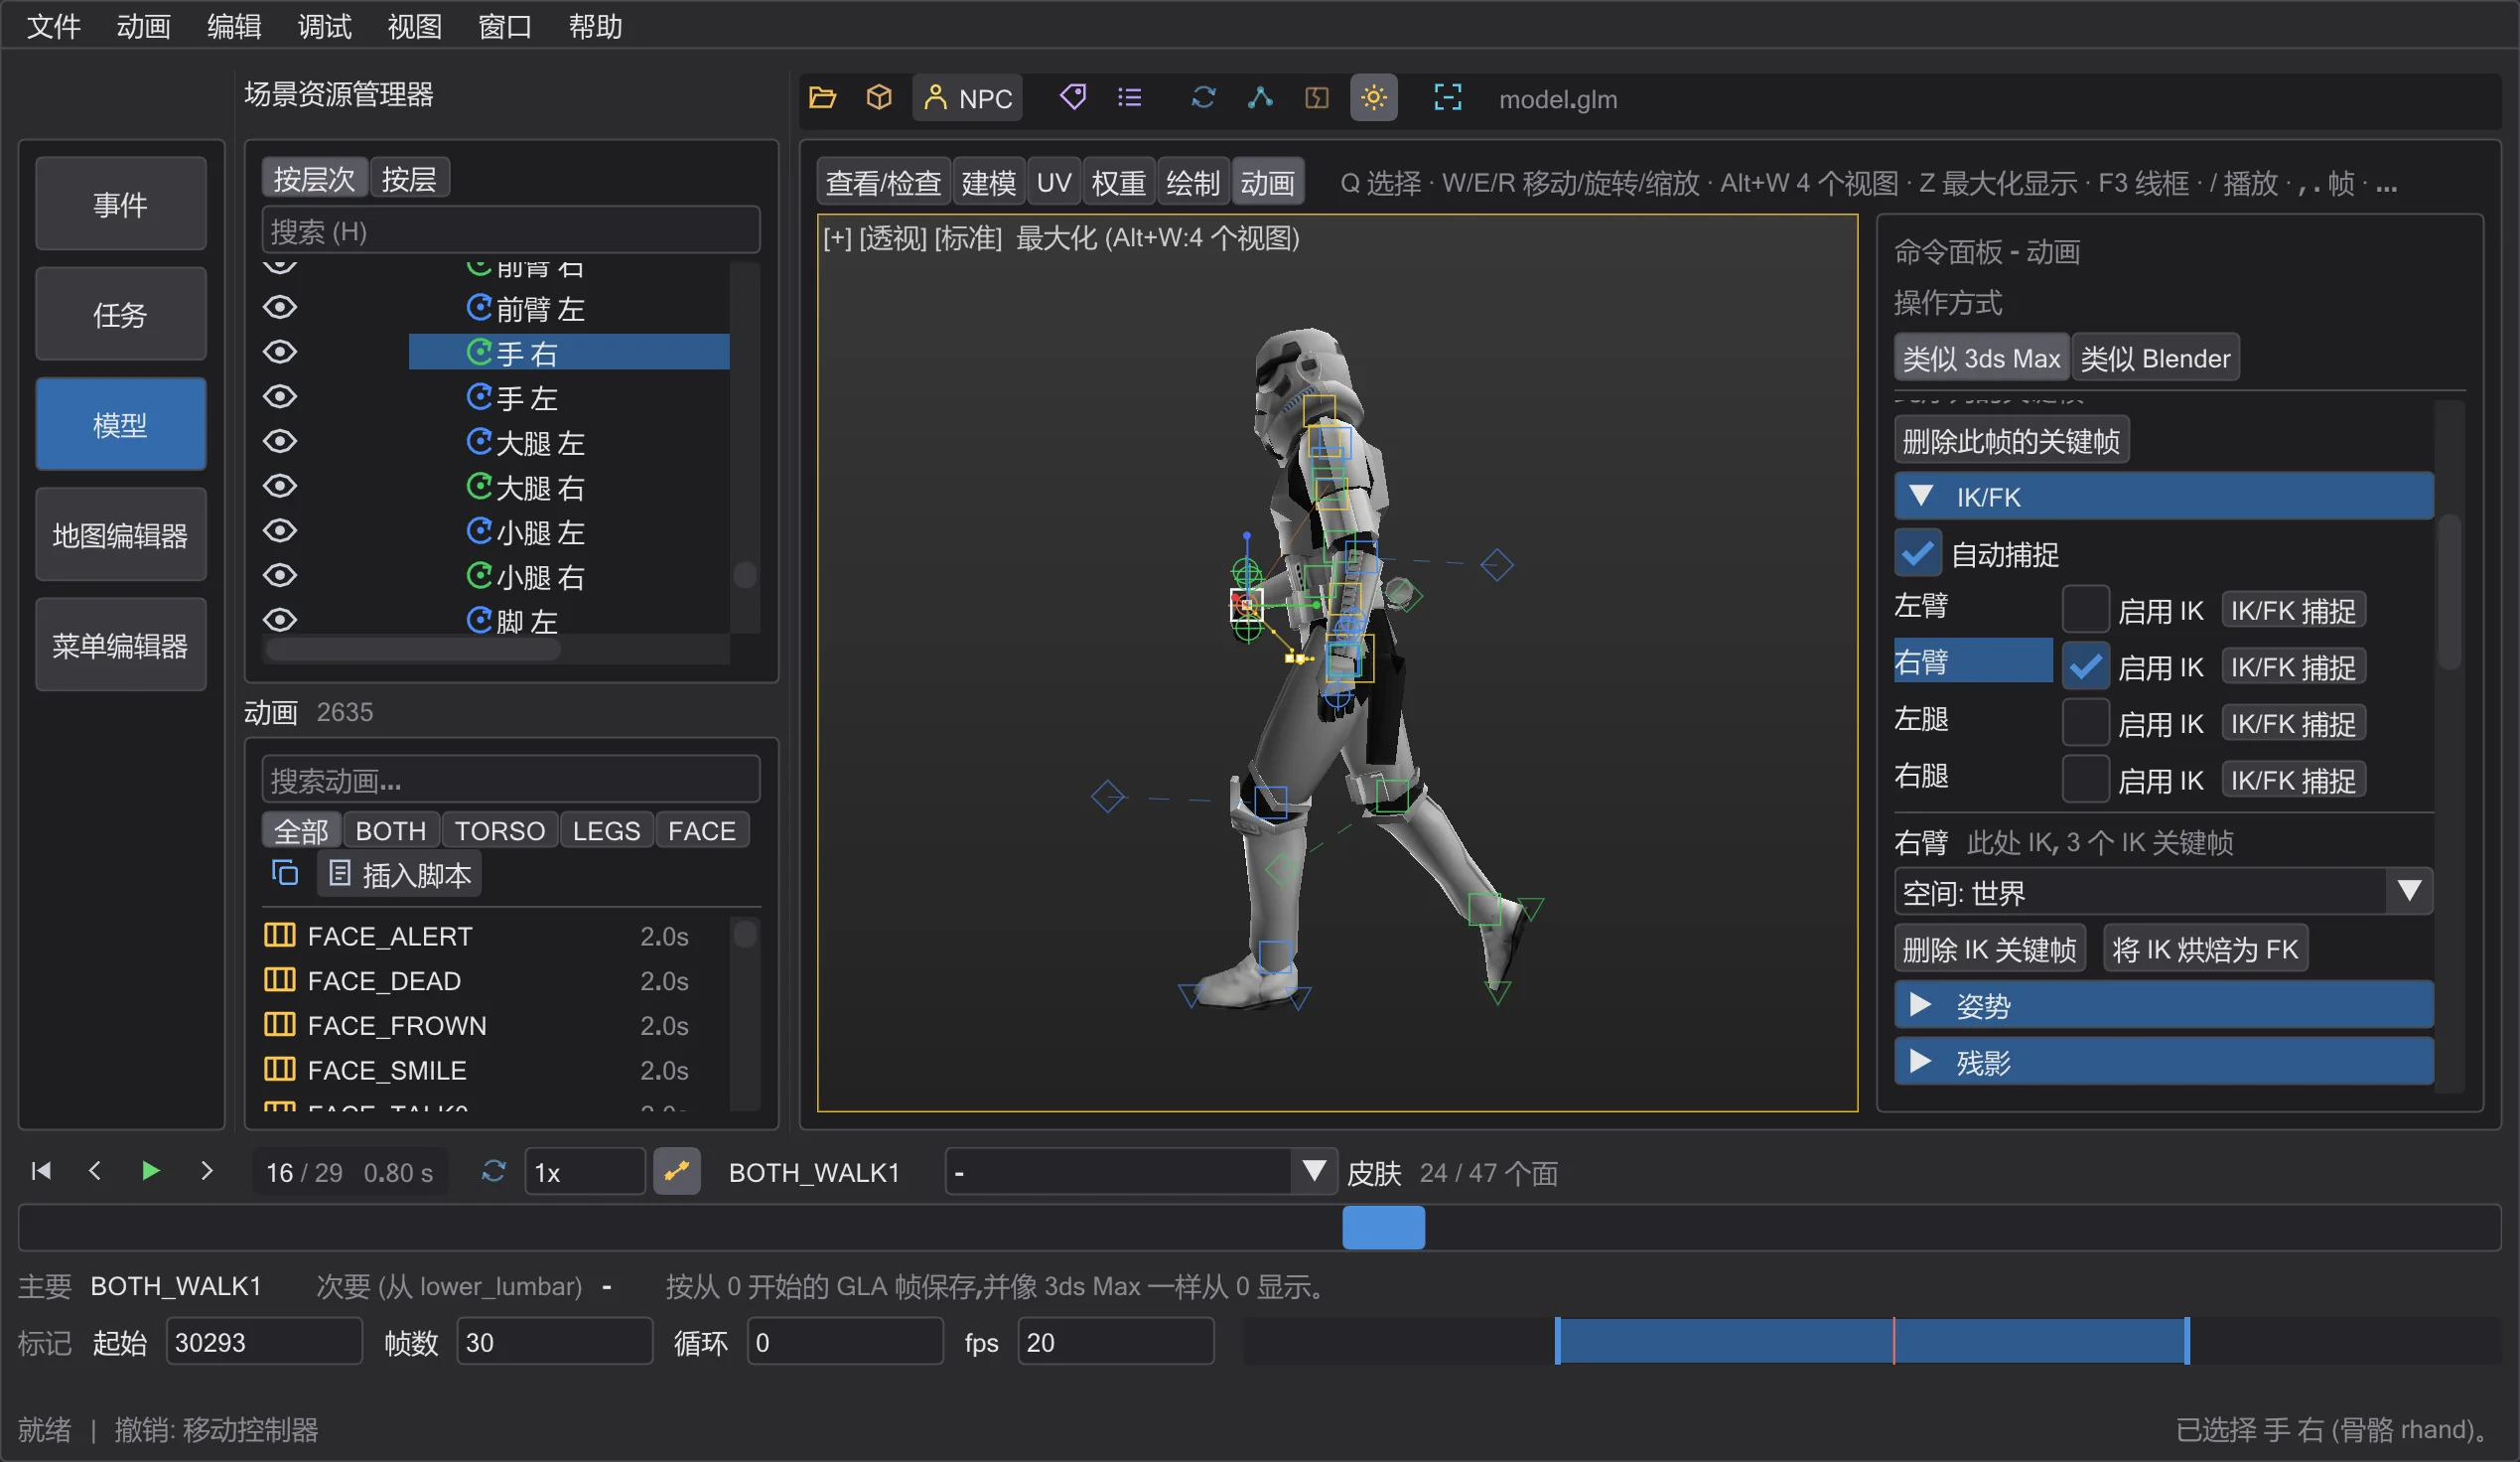 文件 动画 编辑 调试 视图 窗口 帮助
场景资源管理器
NPC
model.glm
事件
任务
模型
地图编辑器
菜单编辑器
按层次 按层
搜索 (H)
前臂 右
前臂 左
手 右
手 左
大腿 左
大腿 右
小腿 左
小腿 右
脚 左
动画 2635
搜索动画...
全部 BOTH TORSO LEGS FACE
插入脚本
FACE_ALERT 2.0s
FACE_DEAD 2.0s
FACE_FROWN 2.0s
FACE_SMILE 2.0s
查看/检查 建模 UV 权重 绘制 动画
Q 选择 · W/E/R 移动/旋转/缩放 · Alt+W 4 个视图 · Z 最大化显示 · F3 线框 · / 播放 · , . 帧 · ...
[+] [透视] [标准] 最大化 (Alt+W:4 个视图)
命令面板 - 动画
操作方式
类似 3ds Max 类似 Blender
删除此帧的关键帧
IK/FK
自动捕捉
左臂 启用 IK IK/FK 捕捉
右臂 启用 IK IK/FK 捕捉
左腿 启用 IK IK/FK 捕捉
右腿 启用 IK IK/FK 捕捉
右臂 此处 IK, 3 个 IK 关键帧
空间: 世界
删除 IK 关键帧 将 IK 烘焙为 FK
姿势
残影
16 / 29 0.80 s 1x BOTH_WALK1 - 皮肤 24 / 47 个面
主要 BOTH_WALK1 次要 (从 lower_lumbar) - 按从 0 开始的 GLA 帧保存,并像 3ds Max 一样从 0 显示。
标记 起始 30293 帧数 30 循环 0 fps 20
就绪 | 撤销: 移动控制器
已选择 手 右 (骨骼 rhand)。